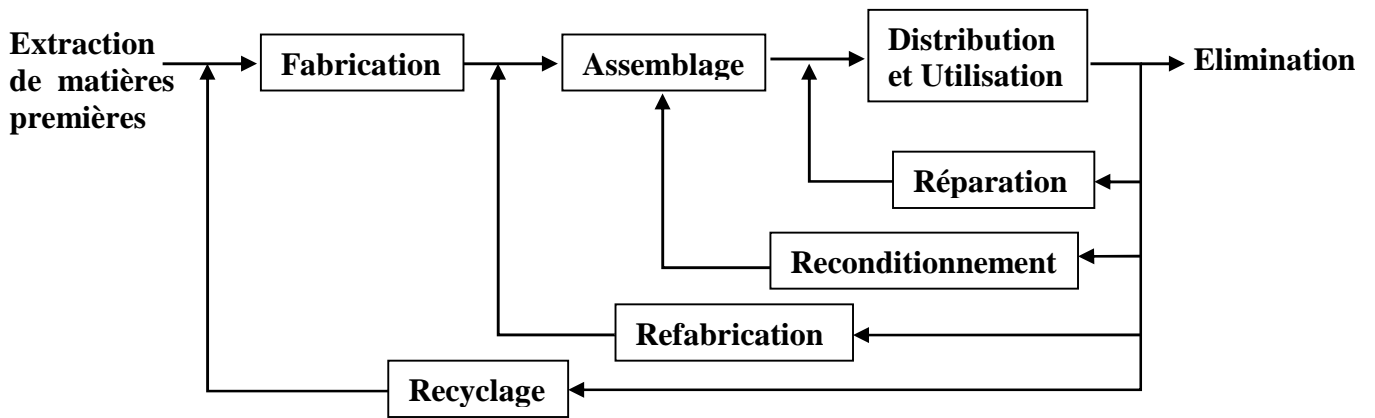 Extraction
de matières
premières
Fabrication
Assemblage
Distribution
et Utilisation
Elimination
Réparation
Reconditionnement
Refabrication
Recyclage